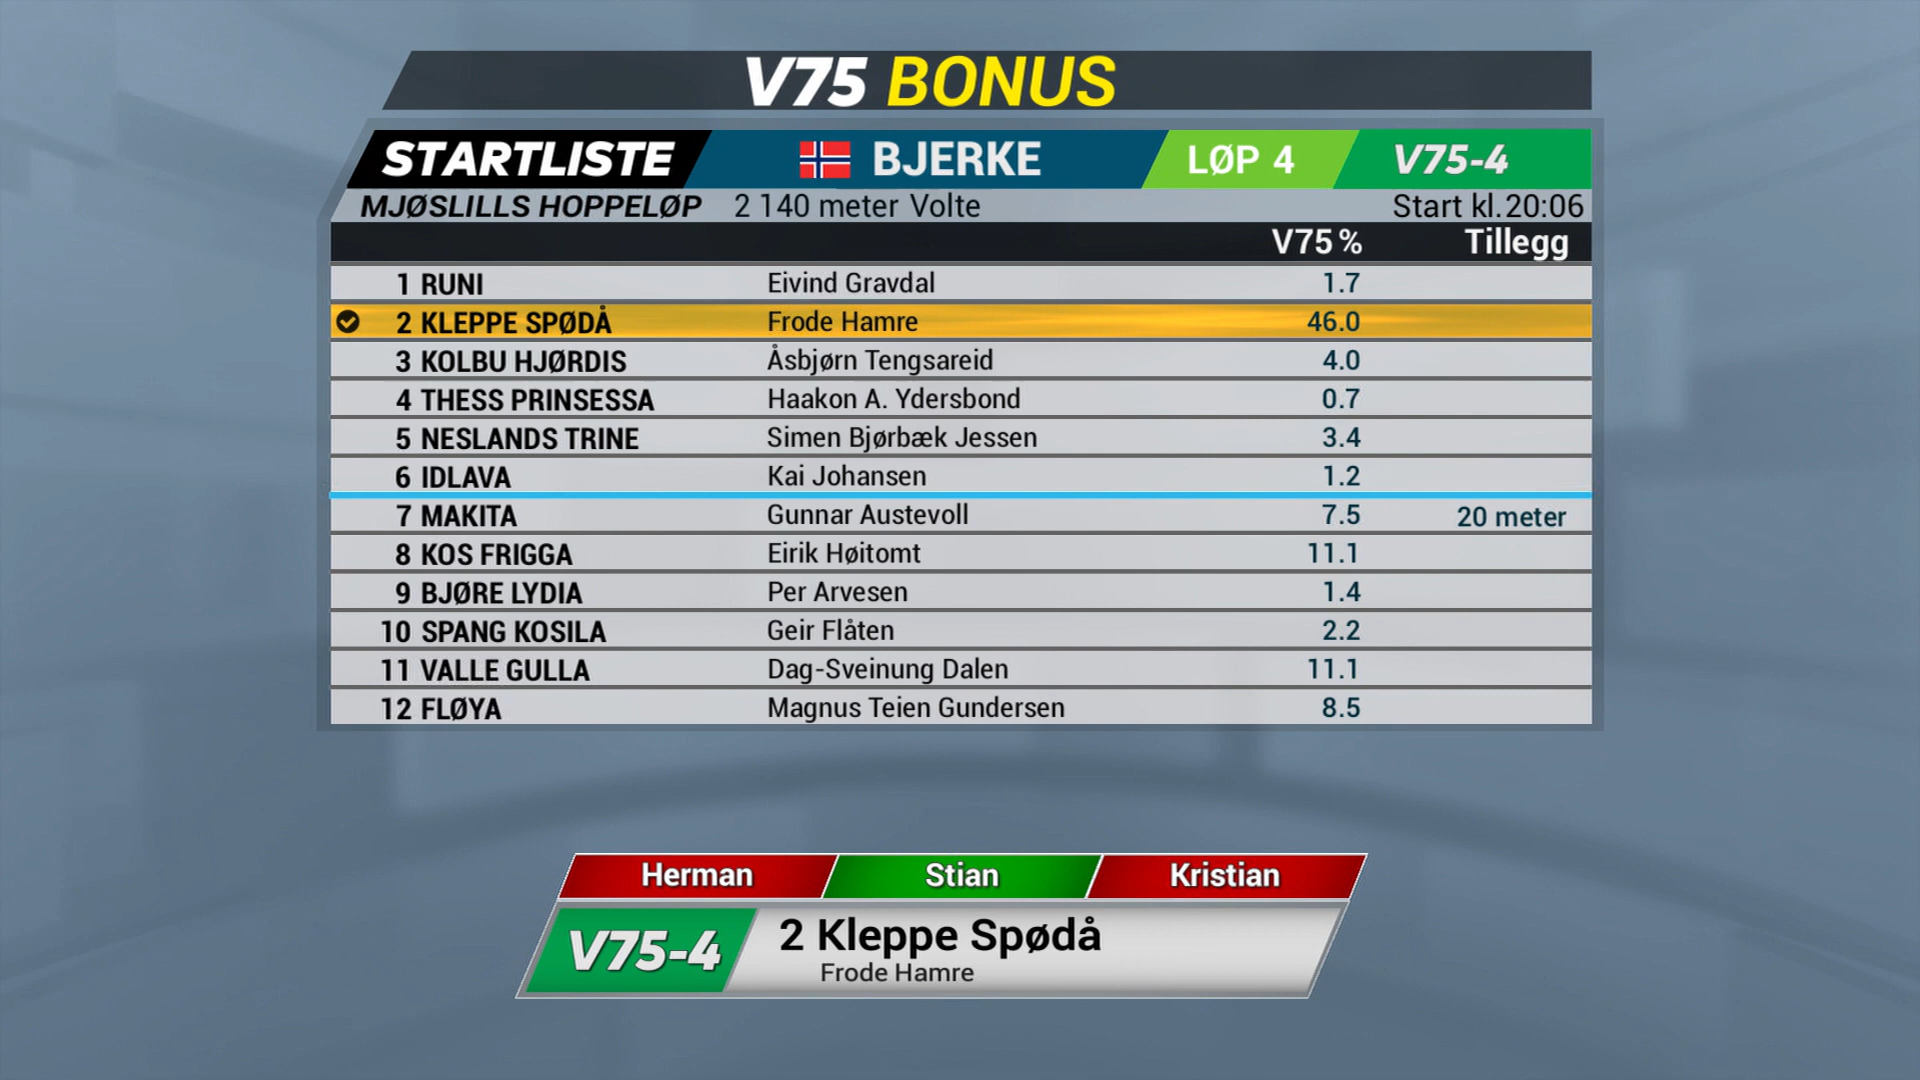 V75 BONUS
STARTLISTE BJERKE LØP 4 V75-4
MJØSLILLS HOPPELØP 2 140 meter Volte Start kl.20:06
V75% Tillegg
1 RUNI Eivind Gravdal 1.7
2 KLEPPE SPØDÅ Frode Hamre 46.0
3 KOLBU HJØRDIS Åsbjørn Tengsareid 4.0
4 THESS PRINSESSA Haakon A. Ydersbond 0.7
5 NESLANDS TRINE Simen Bjørbæk Jessen 3.4
6 IDLAVA Kai Johansen 1.2
7 MAKITA Gunnar Austevoll 7.5 20 meter
8 KOS FRIGGA Eirik Høitomt 11.1
9 BJØRE LYDIA Per Arvesen 1.4
10 SPANG KOSILA Geir Flåten 2.2
11 VALLE GULLA Dag-Sveinung Dalen 11.1
12 FLØYA Magnus Teien Gundersen 8.5
Herman Stian Kristian
V75-4 2 Kleppe Spødå
Frode Hamre